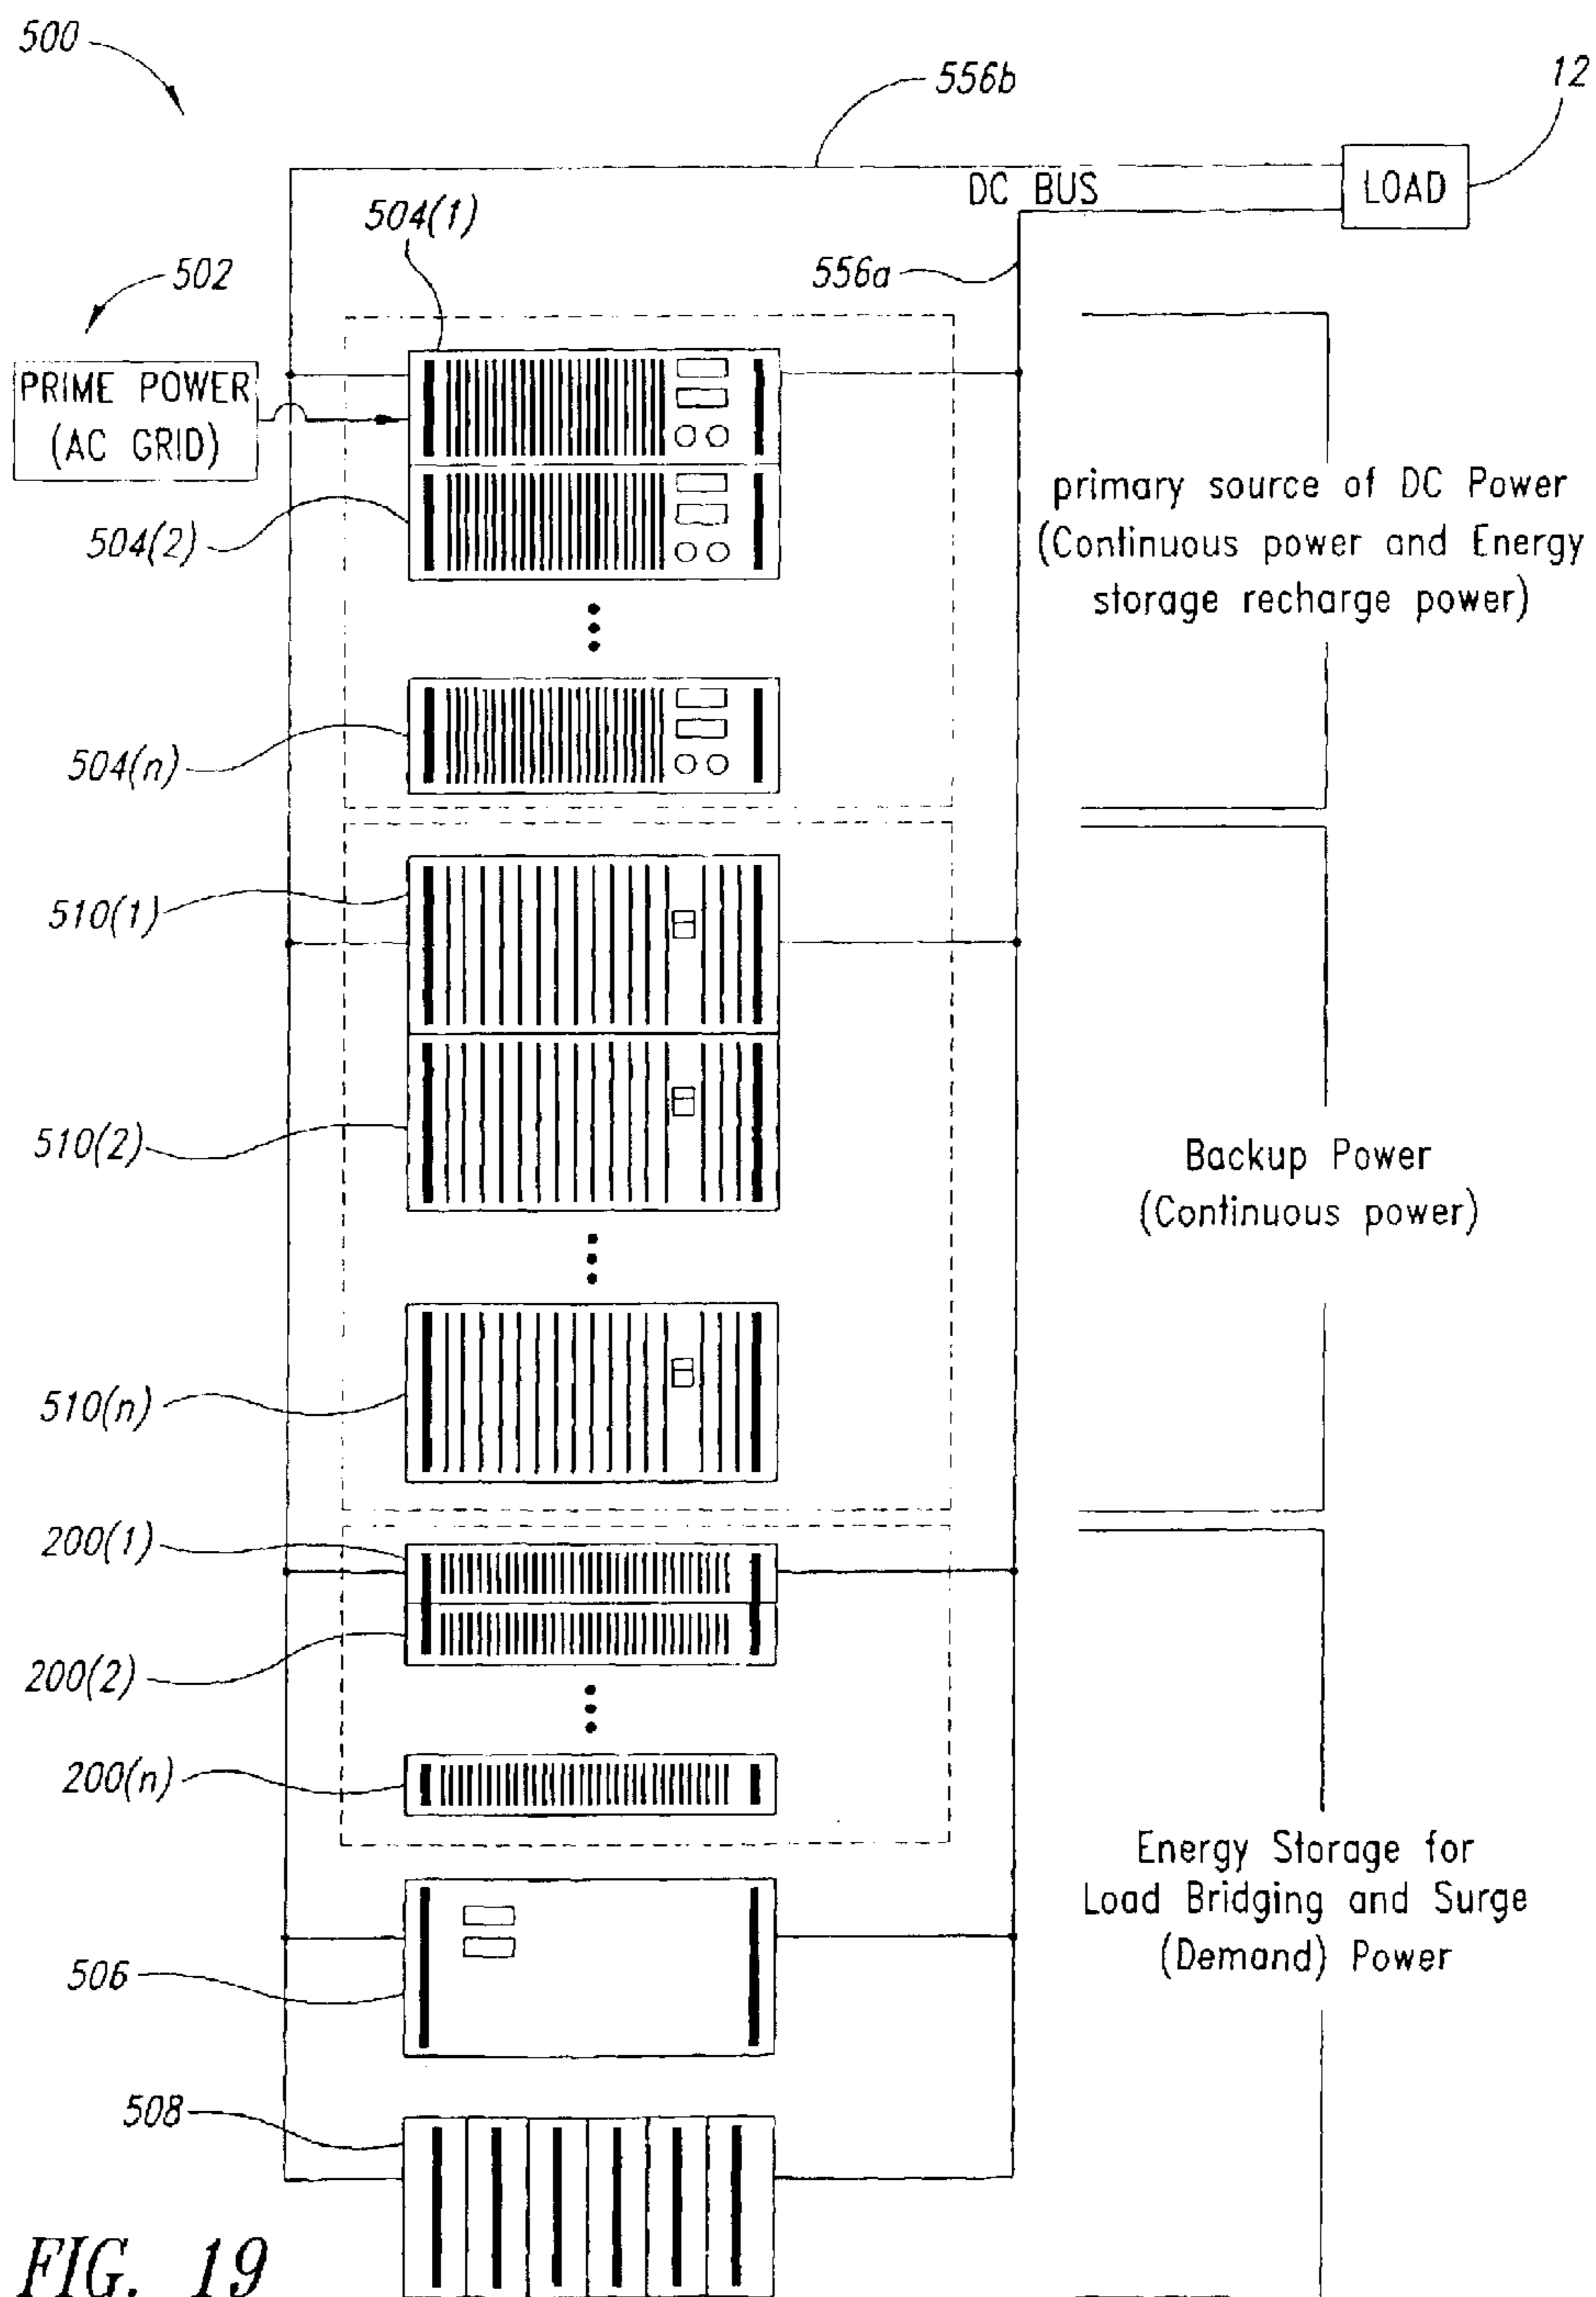 500
556b
12
DC BUS
LOAD
504(1)
556a
502
PRIME POWER
(AC GRID)
504(2)
primary source of DC Power
(Continuous power and Energy
storage recharge power)
504(n)
510(1)
510(2)
Backup Power
(Continuous power)
510(n)
200(1)
200(2)
200(n)
Energy Storage for
Load Bridging and Surge
(Demand) Power
506
508
FIG. 19